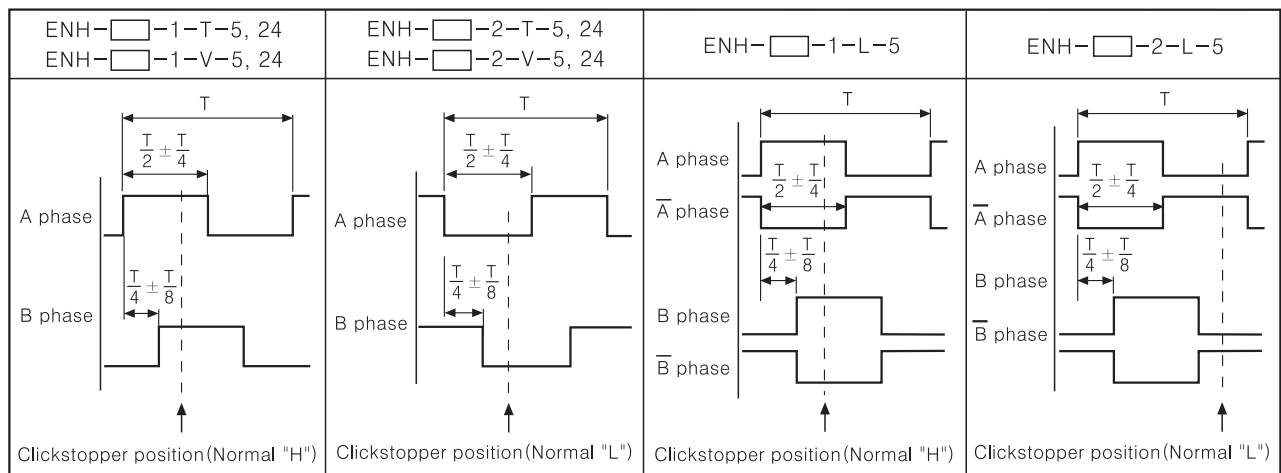 ENH-□-1-T-5, 24
ENH-□-1-V-5, 24
ENH-□-2-T-5, 24
ENH-□-2-V-5, 24
ENH-□-1-L-5
ENH-□-2-L-5
T
T/2 ± T/4
A phase
T/4 ± T/8
B phase
Clickstopper position(Normal "H")
T
T/2 ± T/4
A phase
T/4 ± T/8
B phase
Clickstopper position(Normal "L")
T
A phase
T/2 ± T/4
A̅ phase
T/4 ± T/8
B phase
B̅ phase
Clickstopper position(Normal "H")
T
A phase
T/2 ± T/4
A̅ phase
T/4 ± T/8
B phase
B̅ phase
Clickstopper position(Normal "L")